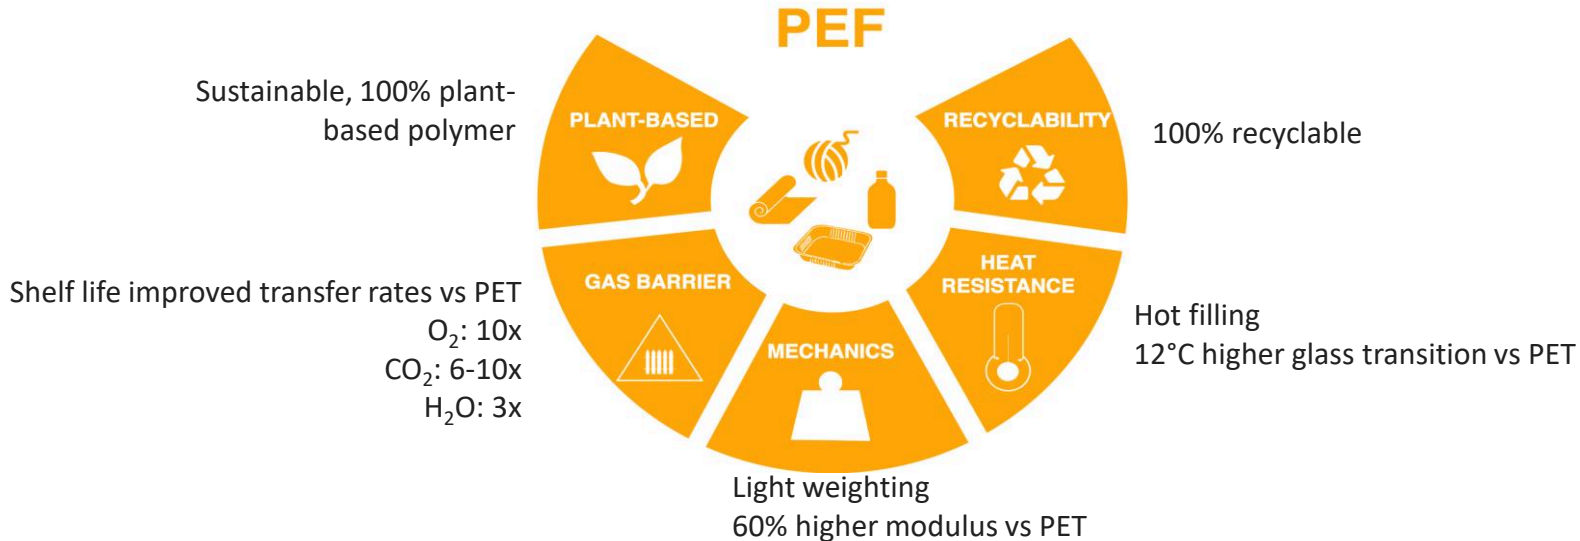 PEF
Sustainable, 100% plant-
based polymer
PLANT-BASED
RECYCLABILITY
100% recyclable
Shelf life improved transfer rates vs PET
O₂: 10x
CO₂: 6-10x
H₂O: 3x
GAS BARRIER
MECHANICS
Light weighting
60% higher modulus vs PET
HEAT
RESISTANCE
Hot filling
12°C higher glass transition vs PET